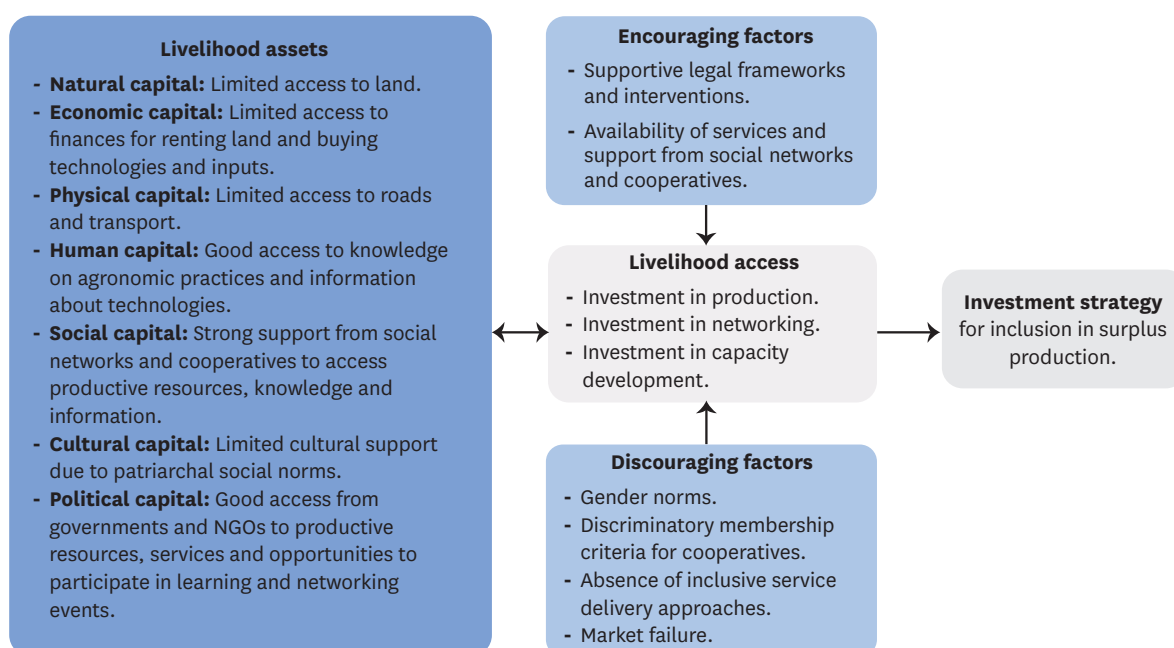 Livelihood assets
- Natural capital: Limited access to land.
- Economic capital: Limited access to
finances for renting land and buying
technologies and inputs.
- Physical capital: Limited access to roads
and transport.
- Human capital: Good access to knowledge
on agronomic practices and information
about technologies.
- Social capital: Strong support from social
networks and cooperatives to access
productive resources, knowledge and
information.
- Cultural capital: Limited cultural support
due to patriarchal social norms.
- Political capital: Good access from
governments and NGOs to productive
resources, services and opportunities to
participate in learning and networking
events.
Encouraging factors
- Supportive legal frameworks
and interventions.
- Availability of services and
support from social networks
and cooperatives.
Livelihood access
- Investment in production.
- Investment in networking.
- Investment in capacity
development.
Discouraging factors
- Gender norms.
- Discriminatory membership
criteria for cooperatives.
- Absence of inclusive service
delivery approaches.
- Market failure.
Investment strategy
for inclusion in surplus
production.